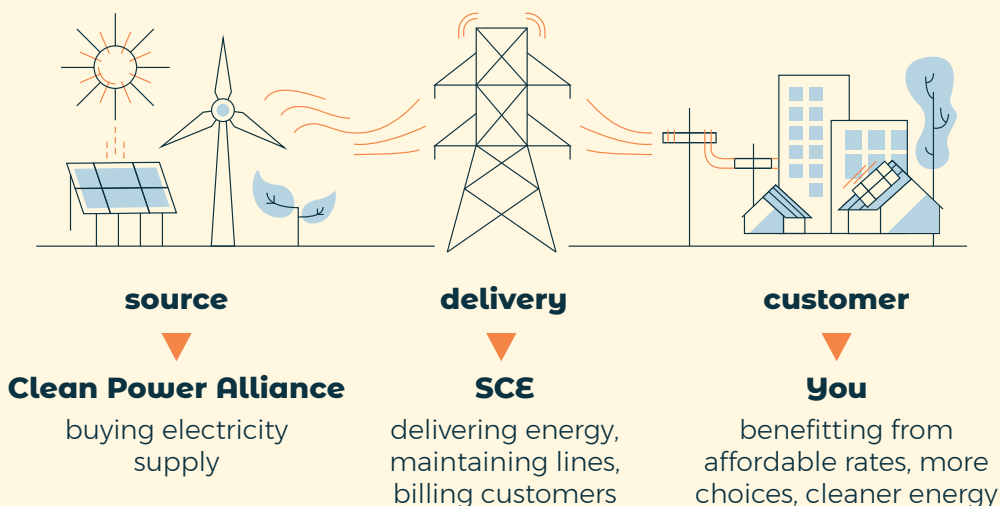 source
delivery
customer
Clean Power Alliance
SCE
You
buying electricity
supply
delivering energy,
maintaining lines,
billing customers
benefitting from
affordable rates, more
choices, cleaner energy